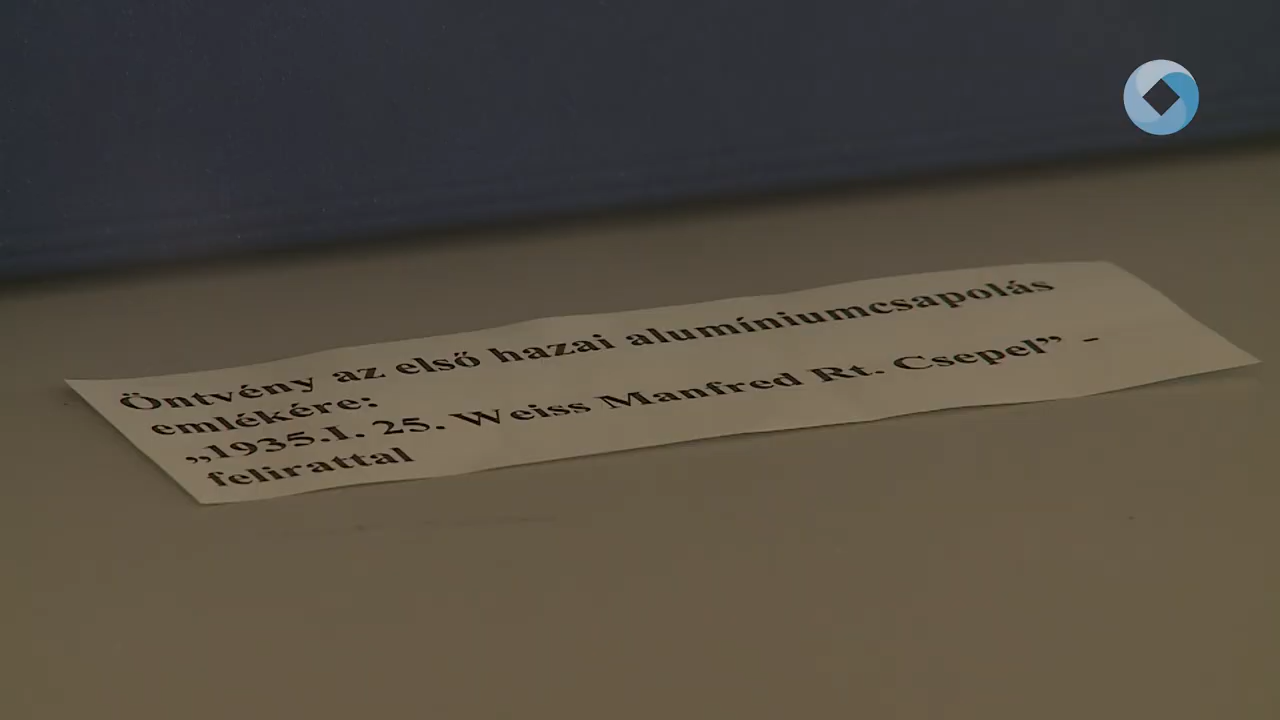 Öntvény az első hazai alumíniumcsapolás
emlékére:
„1935.I. 25. Weiss Manfred Rt. Csepel” -
felirattal